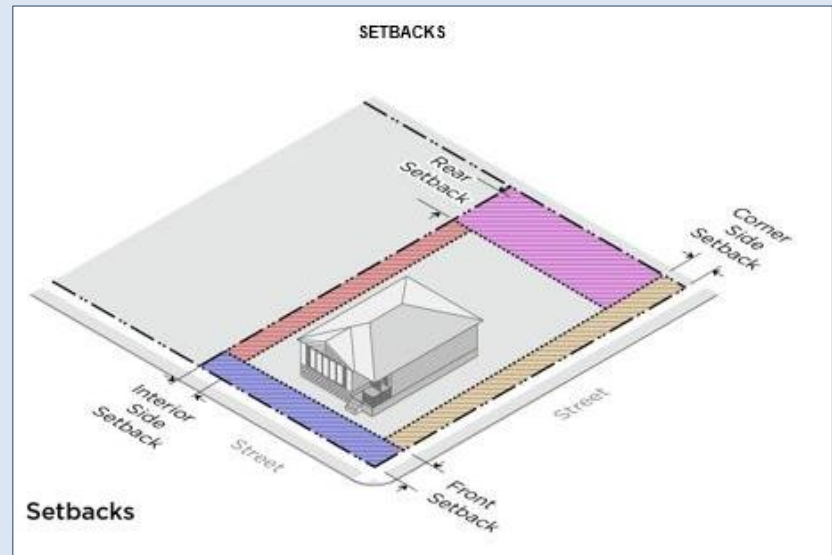 SETBACKS
Rear
Setback
Corner
Side
Setback
Interior
Side
Setback
Street
Street
Front
Setback
Setbacks